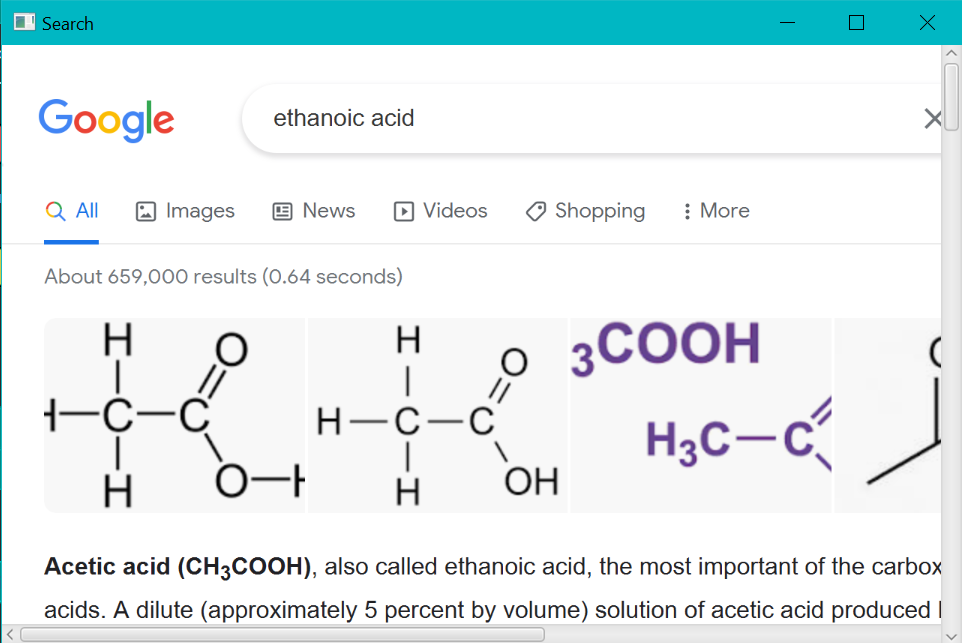 Search
Google
ethanoic acid
All Images News Videos Shopping More
About 659,000 results (0.64 seconds)
H
H C C O
H O H
H
H C C O
H OH
3COOH
H3C C
Acetic acid (CH3COOH), also called ethanoic acid, the most important of the
acids. A dilute (approximately 5 percent by volume) solution of acetic acid produced